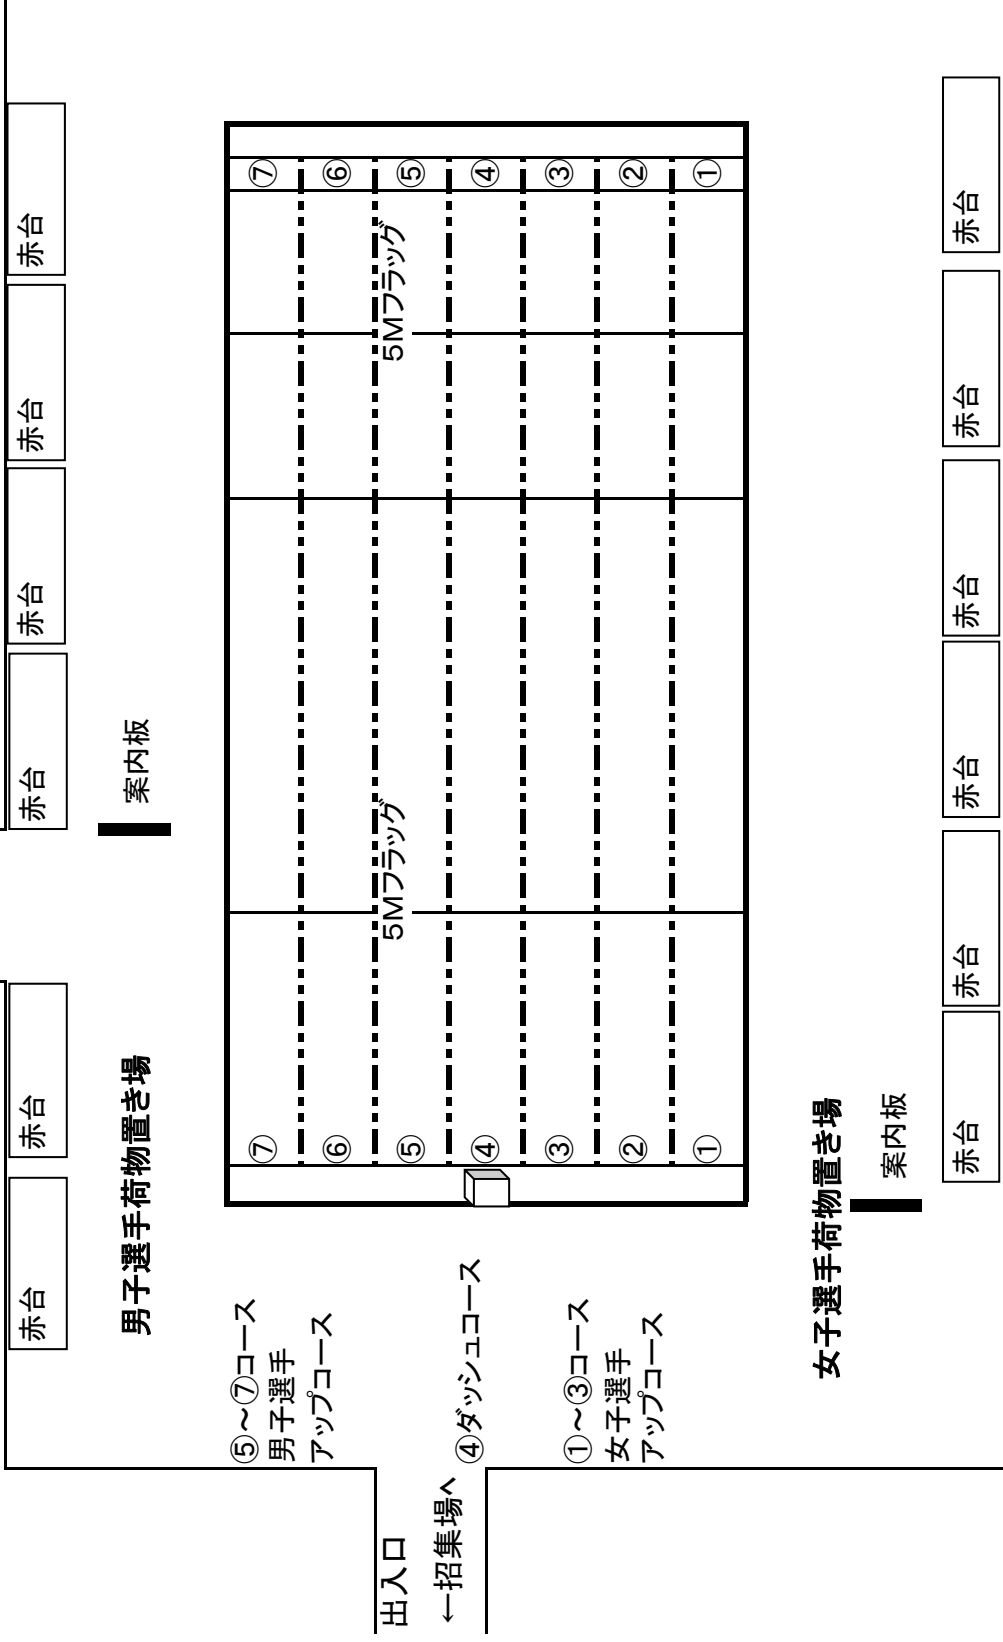 赤台
赤台
赤台
赤台
赤台
赤台
男子選手荷物置き場
案内板
⑦
⑦
⑥
⑥
⑤
⑤
④
④
③
③
②
②
①
①
5Mフラッグ
5Mフラッグ
⑤～⑦コース
男子選手
アップコース
④ダッシュコース
①～③コース
女子選手
アップコース
出入口
←招集場へ
女子選手荷物置き場
案内板
赤台
赤台
赤台
赤台
赤台
赤台